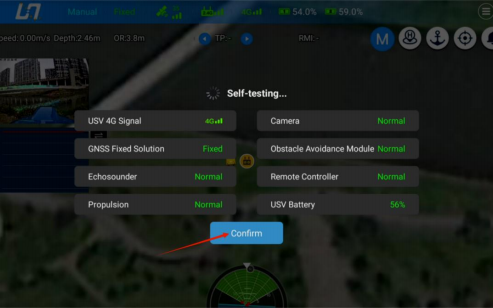 Manual Fixed 4G 54.0% 59.0%
peed:0.00m/s Depth:2.46m OR:3.8m TP:- RMI:-
M
Self-testing...
USV 4G Signal 4G
Camera Normal
GNSS Fixed Solution Fixed
Obstacle Avoidance Module Normal
Echosounder Normal
Remote Controller Normal
Propulsion Normal
USV Battery 56%
Confirm